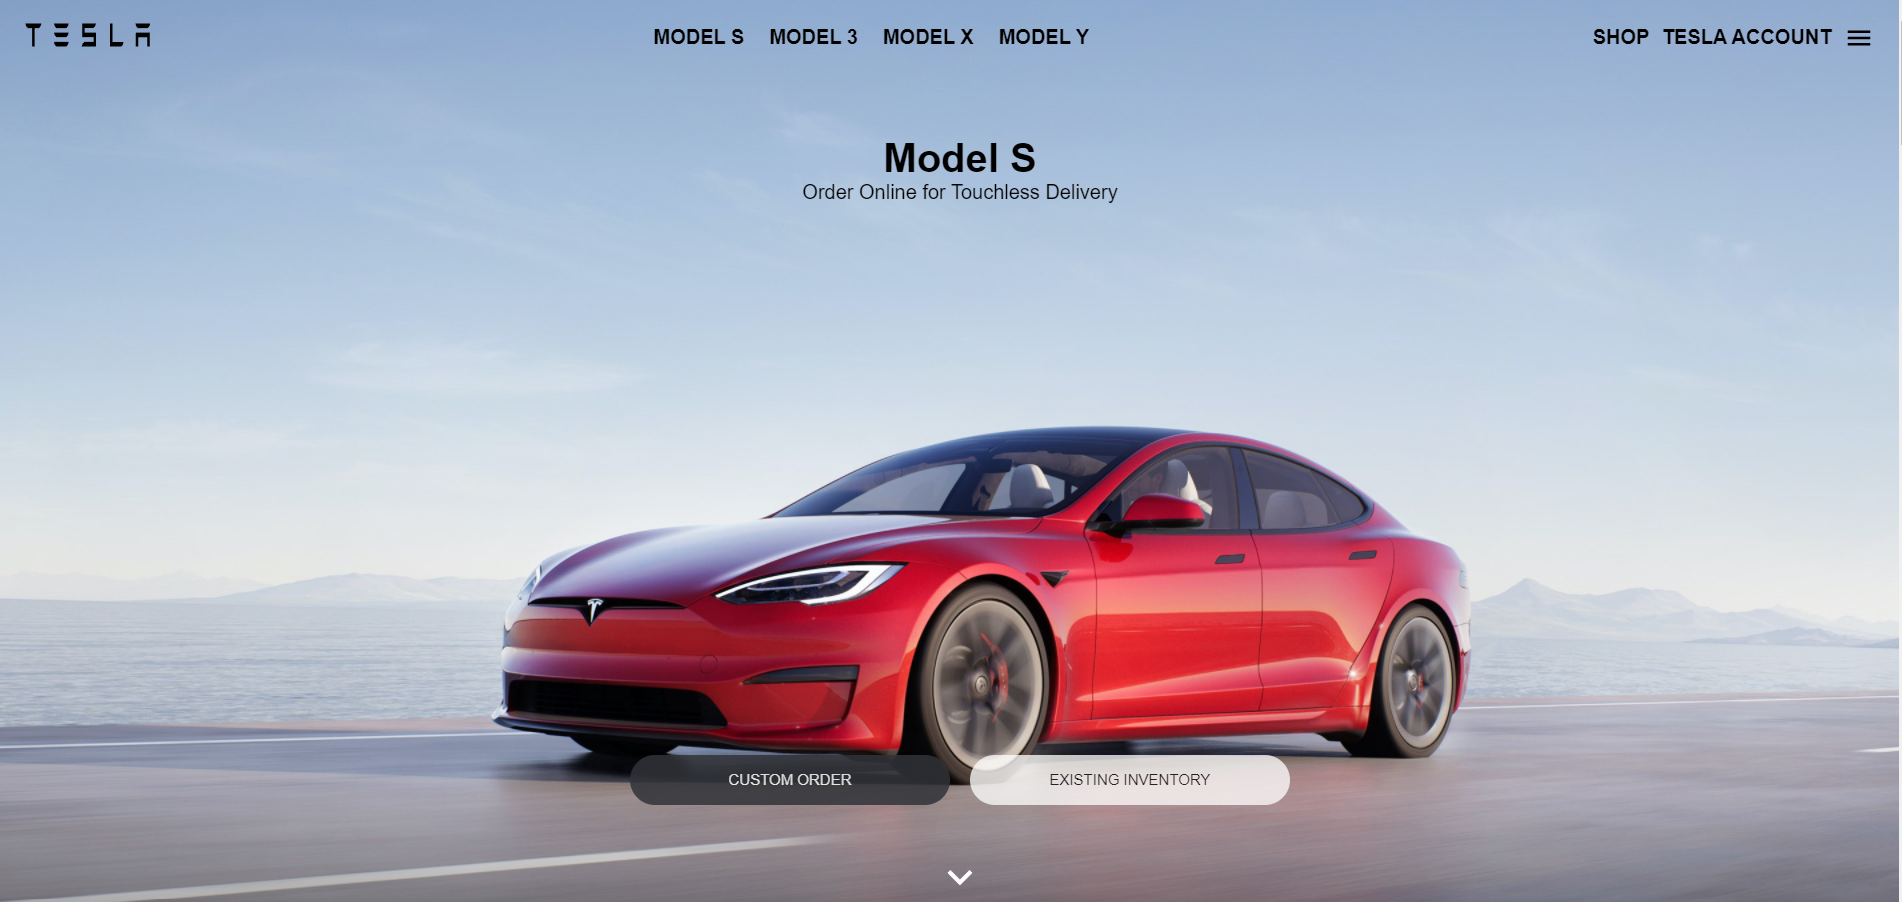 TESLA MODEL S MODEL 3 MODEL X MODEL Y SHOP TESLA ACCOUNT
Model S
Order Online for Touchless Delivery
CUSTOM ORDER EXISTING INVENTORY